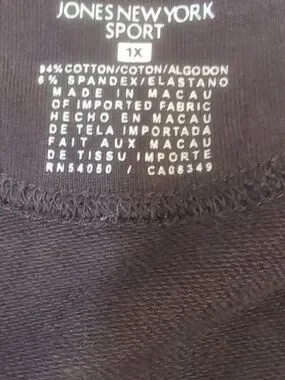 JONES NEW YORK
SPORT
1X
94% COTTON/COTON/ALGODON
6% SPANDEX/ELASTANO
MADE IN MACAU
OF IMPORTED FABRIC
HECHO EN MACAU
DE TELA IMPORTADA
FAIT AUX MACAU
DE TISSU IMPORTE
RN54050 / CA08349